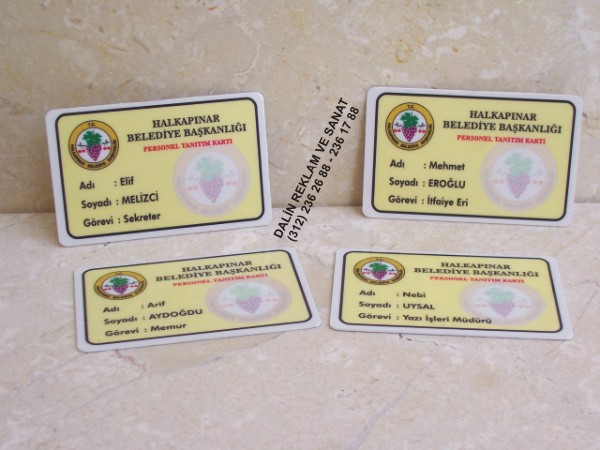 T.C.
HALKAPINAR
BELEDİYE BAŞKANLIĞI
PERSONEL TANITIM KARTI
Adı : Elif
Soyadı : MELİZCİ
Görevi : Sekreter
T.C.
HALKAPINAR
BELEDİYE BAŞKANLIĞI
PERSONEL TANITIM KARTI
Adı : Mehmet
Soyadı : EROĞLU
Görevi : İtfaiye Eri
DALİN REKLAM VE SANAT
(312) 236 26 88 - 236 17 88
HALKAPINAR
BELEDİYE BAŞKANLIĞI
PERSONEL TANITIM KARTI
Adı : Arif
Soyadı : AYDOĞDU
Görevi : Memur
HALKAPINAR
BELEDİYE BAŞKANLIĞI
PERSONEL TANITIM KARTI
Adı : Nebi
Soyadı : UYSAL
Görevi : Yazı İşleri Müdürü